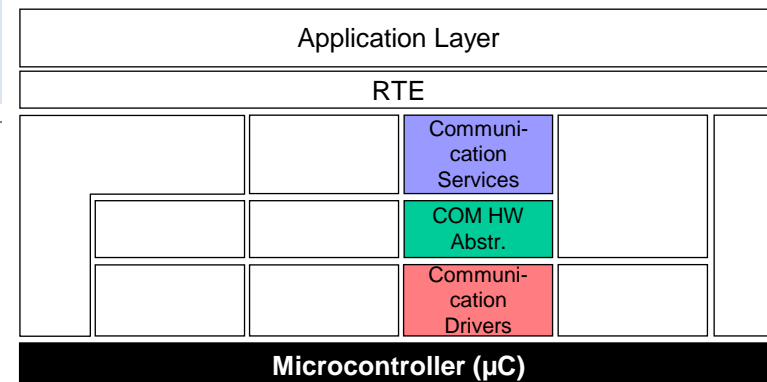 Application Layer
RTE
Communi-
cation
Services
COM HW
Abstr.
Communi-
cation
Drivers
Microcontroller (µC)